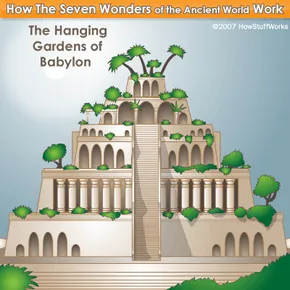 How The Seven Wonders of the Ancient World Work
©2007 HowStuffWorks
The Hanging
Gardens of
Babylon